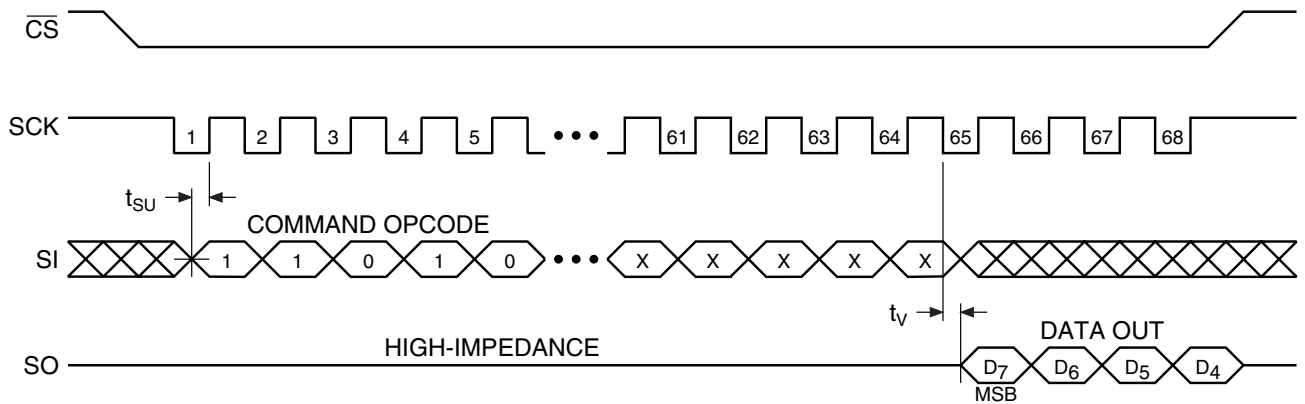 CS
SCK 1 2 3 4 5 ••• 61 62 63 64 65 66 67 68
tSU
COMMAND OPCODE
SI 1 1 0 1 0 ••• X X X X X
tV
DATA OUT
HIGH-IMPEDANCE
SO D7 D6 D5 D4
MSB